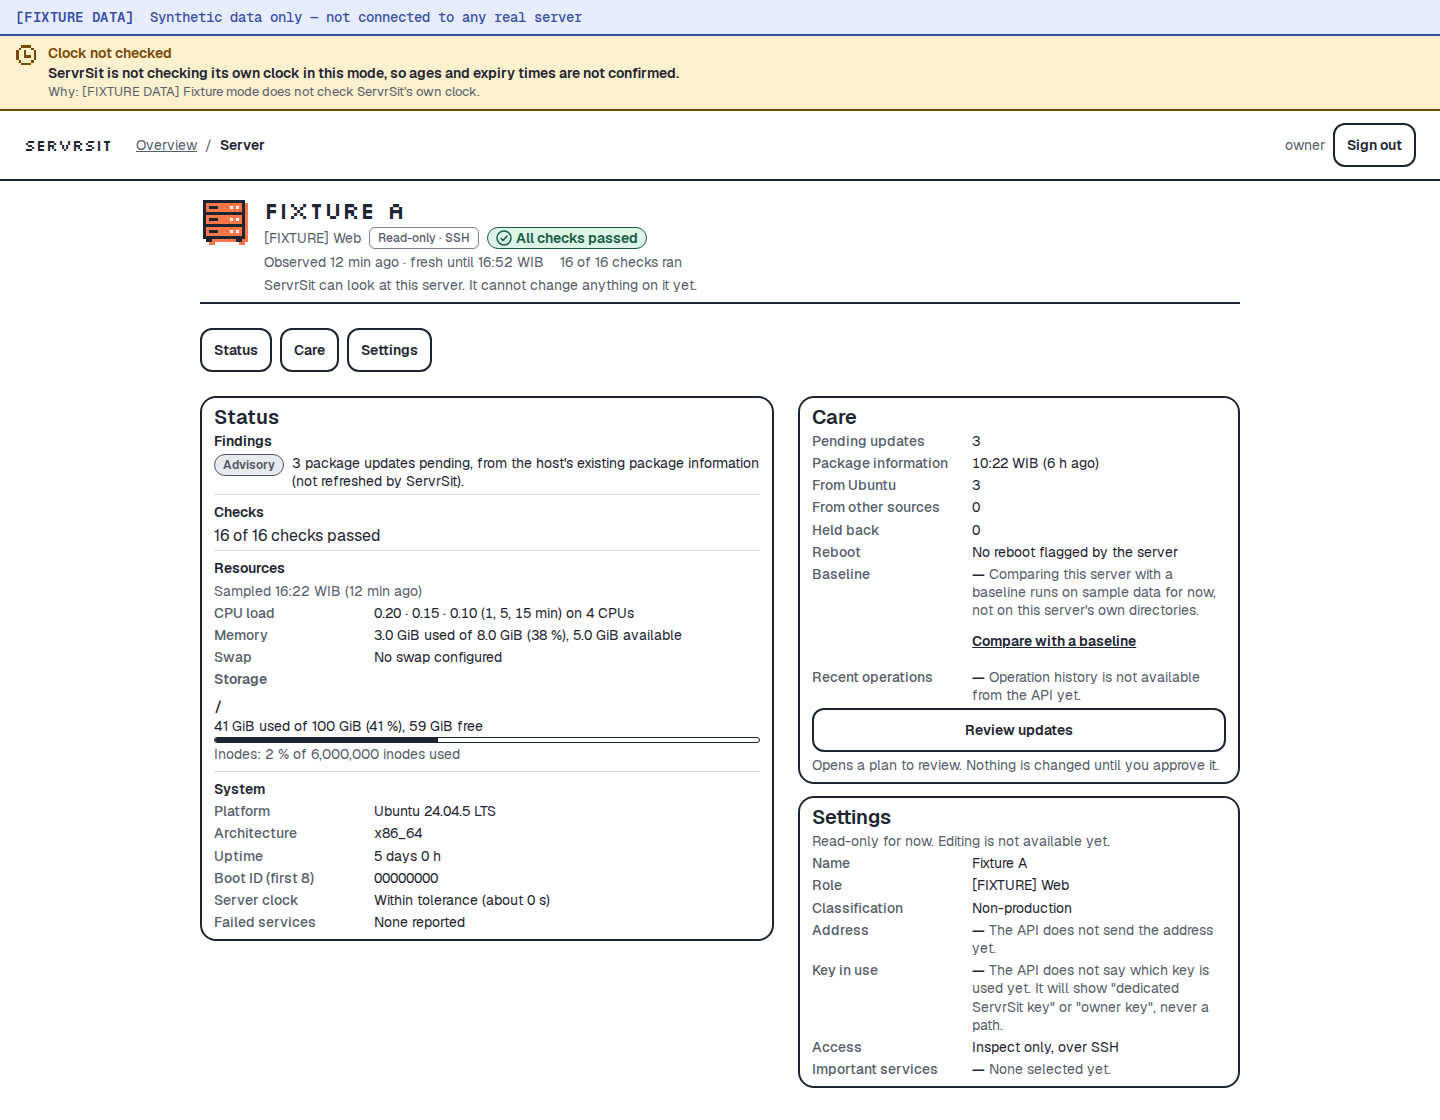 [FIXTURE DATA] Synthetic data only — not connected to any real server
Clock not checked
ServrSit is not checking its own clock in this mode, so ages and expiry times are not confirmed.
Why: [FIXTURE DATA] Fixture mode does not check ServrSit's own clock.
SERVRSIT
Overview / Server
owner
Sign out
FIXTURE A
[FIXTURE] Web
Read-only · SSH
All checks passed
Observed 12 min ago · fresh until 16:52 WIB 16 of 16 checks ran
ServrSit can look at this server. It cannot change anything on it yet.
Status
Care
Settings
Status
Findings
Advisory
3 package updates pending, from the host's existing package information
(not refreshed by ServrSit).
Checks
16 of 16 checks passed
Resources
Sampled 16:22 WIB (12 min ago)
CPU load 0.20 · 0.15 · 0.10 (1, 5, 15 min) on 4 CPUs
Memory 3.0 GiB used of 8.0 GiB (38 %), 5.0 GiB available
Swap No swap configured
Storage
/
41 GiB used of 100 GiB (41 %), 59 GiB free
Inodes: 2 % of 6,000,000 inodes used
System
Platform Ubuntu 24.04.5 LTS
Architecture x86_64
Uptime 5 days 0 h
Boot ID (first 8) 00000000
Server clock Within tolerance (about 0 s)
Failed services None reported
Care
Pending updates 3
Package information 10:22 WIB (6 h ago)
From Ubuntu 3
From other sources 0
Held back 0
Reboot No reboot flagged by the server
Baseline — Comparing this server with a
baseline runs on sample data for now,
not on this server's own directories.
Compare with a baseline
Recent operations — Operation history is not available
from the API yet.
Review updates
Opens a plan to review. Nothing is changed until you approve it.
Settings
Read-only for now. Editing is not available yet.
Name Fixture A
Role [FIXTURE] Web
Classification Non-production
Address — The API does not send the address
yet.
Key in use — The API does not say which key is
used yet. It will show "dedicated
ServrSit key" or "owner key", never a
path.
Access Inspect only, over SSH
Important services — None selected yet.